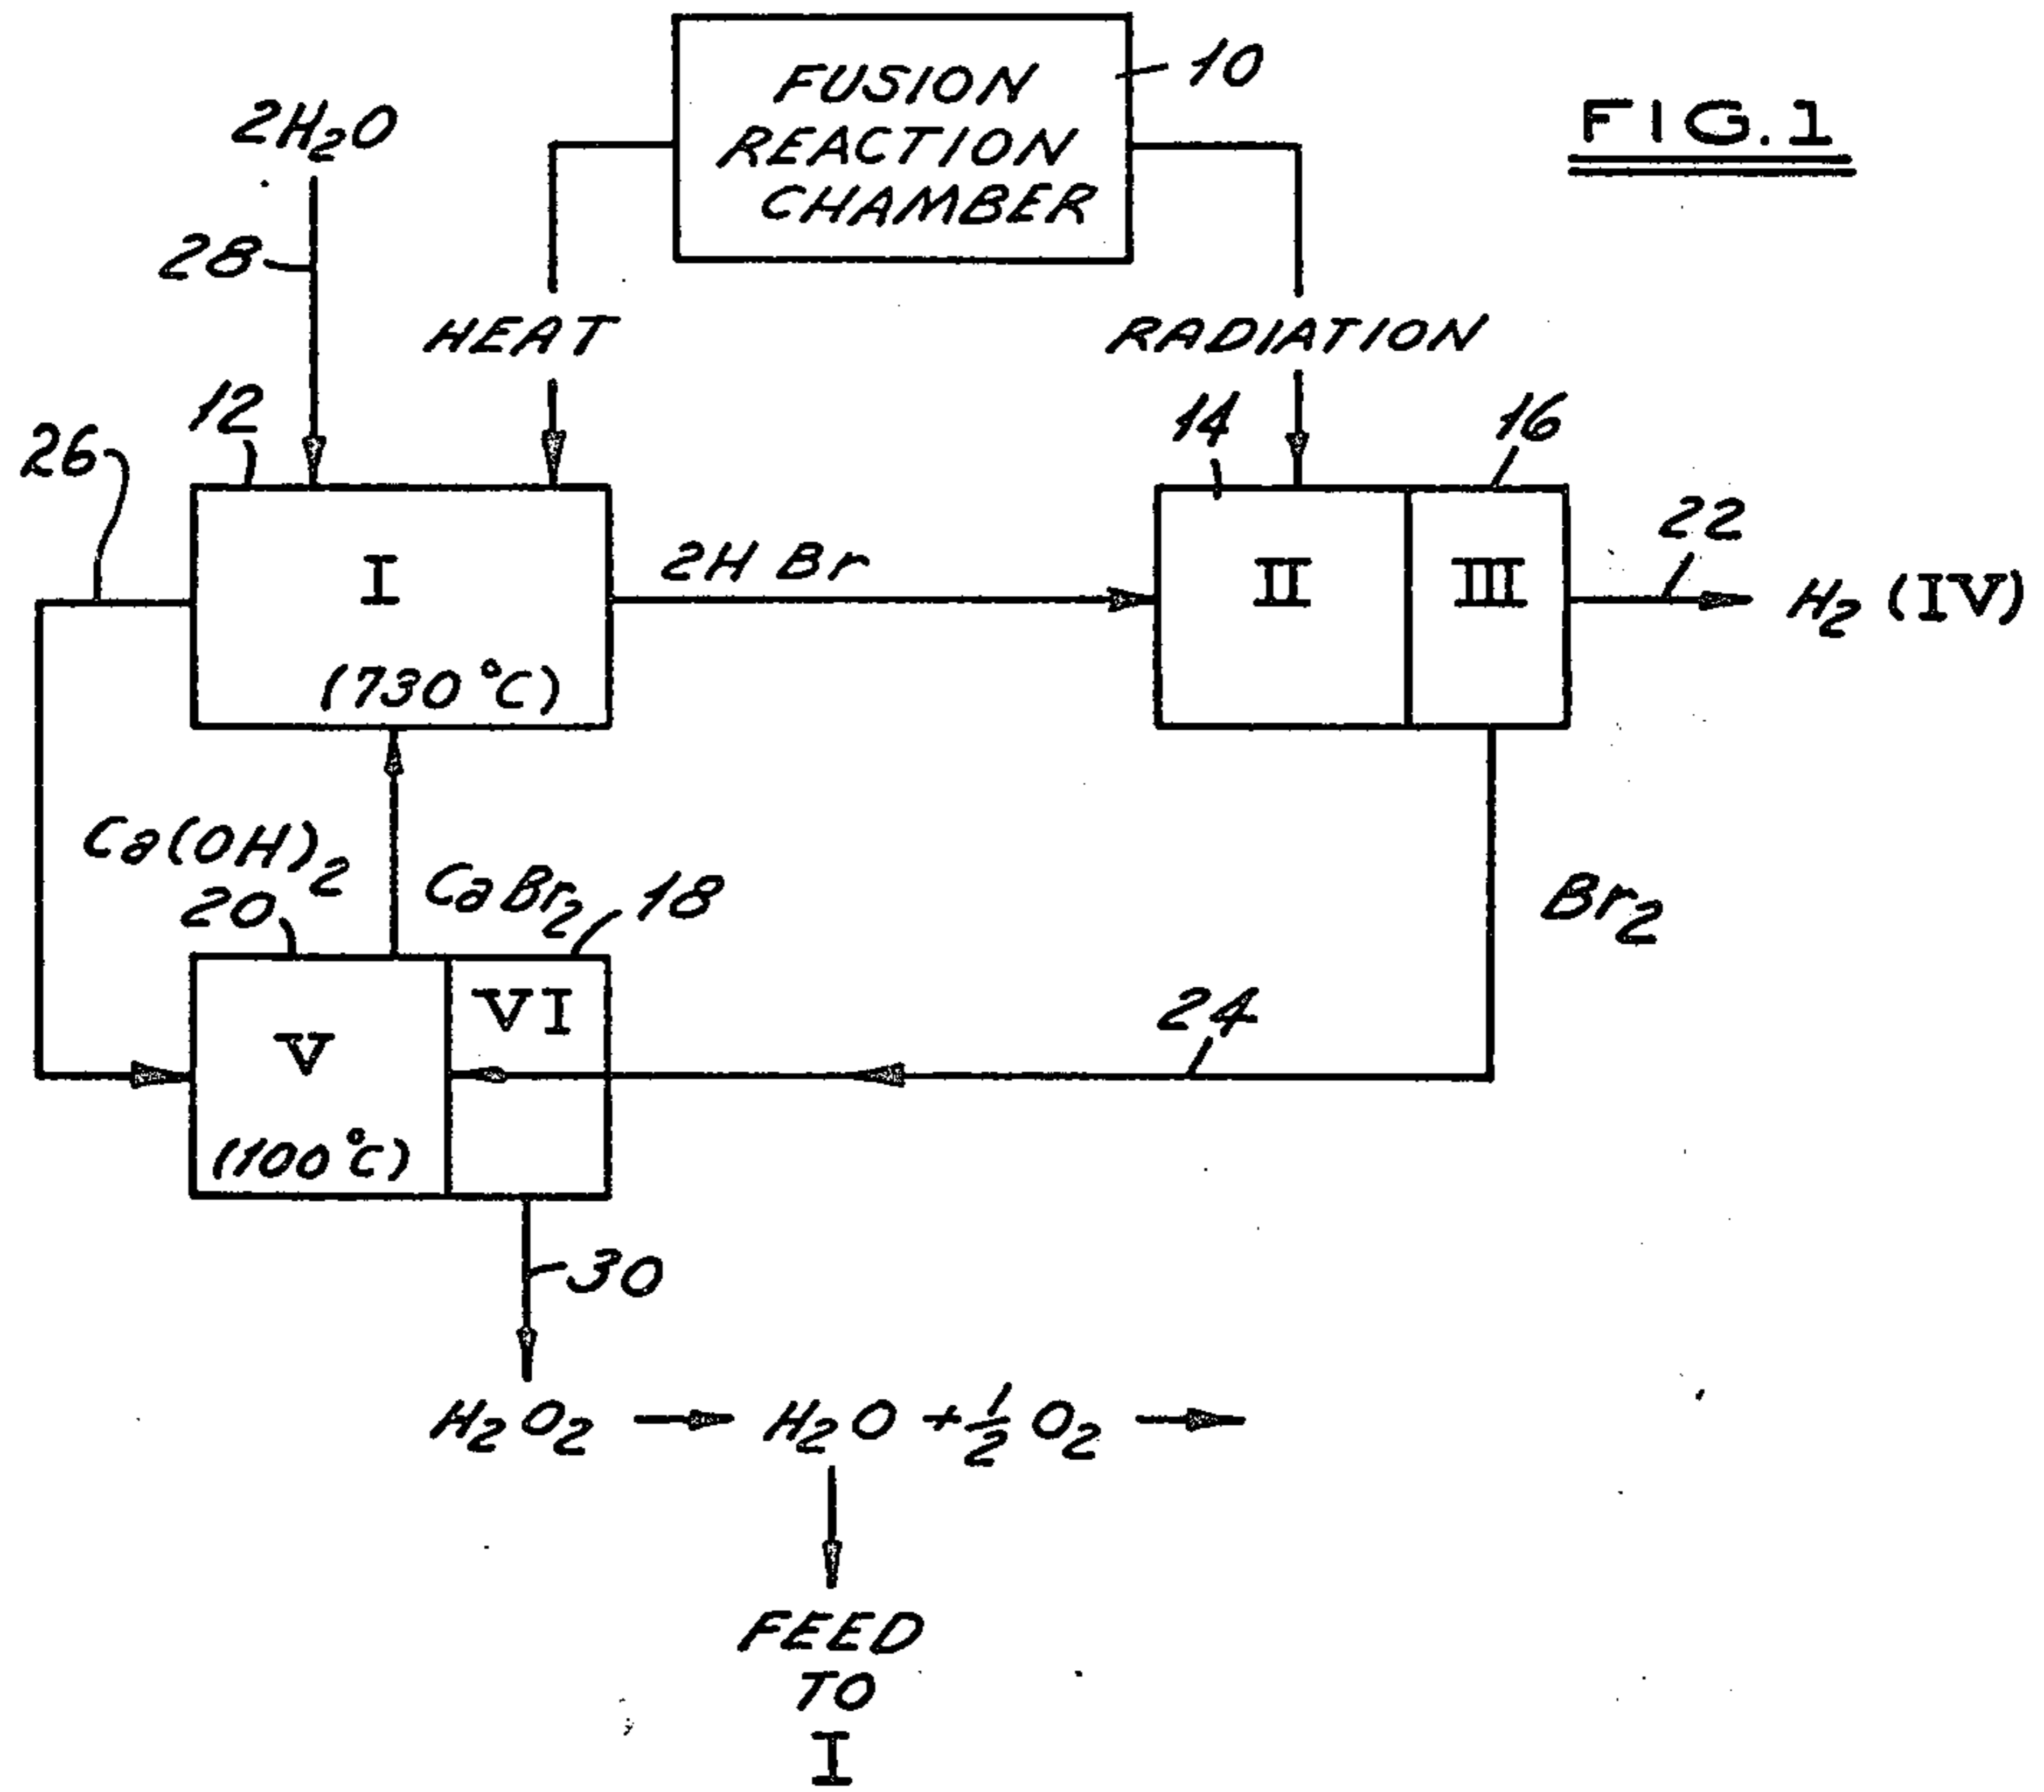 FUSION
REACTION
CHAMBER
10
FIG.1
2H₂O
28
HEAT
RADIATION
12
14
16
26
22
I
2H Br
II
III
H₂ (IV)
(730°C)
Ca(OH)₂
CaBr₂
18
20
Br₂
VI
V
24
(100°C)
30
H₂O₂ → H₂O + ½ O₂ →
FEED
TO
I